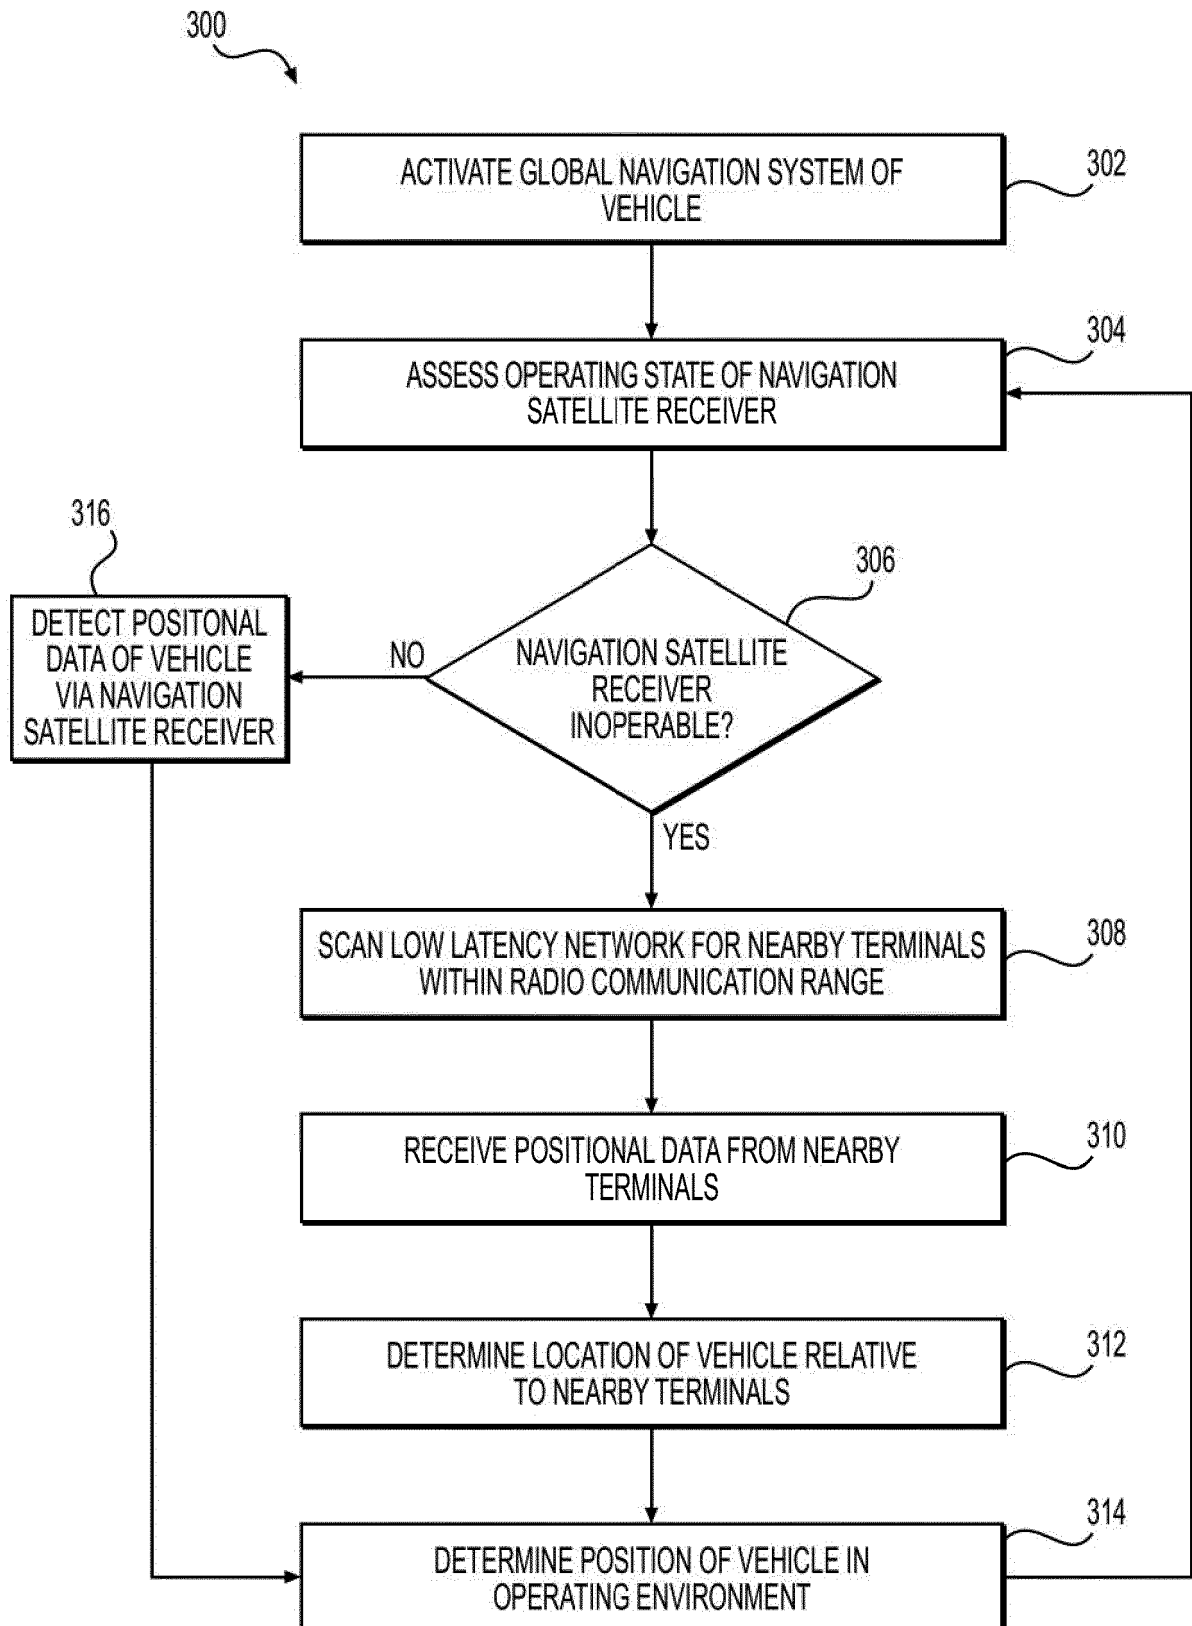 300
ACTIVATE GLOBAL NAVIGATION SYSTEM OF
VEHICLE
302
304
ASSESS OPERATING STATE OF NAVIGATION
SATELLITE RECEIVER
316
306
DETECT POSITONAL
DATA OF VEHICLE
VIA NAVIGATION
SATELLITE RECEIVER
NO
NAVIGATION SATELLITE
RECEIVER
INOPERABLE?
YES
SCAN LOW LATENCY NETWORK FOR NEARBY TERMINALS
WITHIN RADIO COMMUNICATION RANGE
308
RECEIVE POSITIONAL DATA FROM NEARBY
TERMINALS
310
DETERMINE LOCATION OF VEHICLE RELATIVE
TO NEARBY TERMINALS
312
314
DETERMINE POSITION OF VEHICLE IN
OPERATING ENVIRONMENT